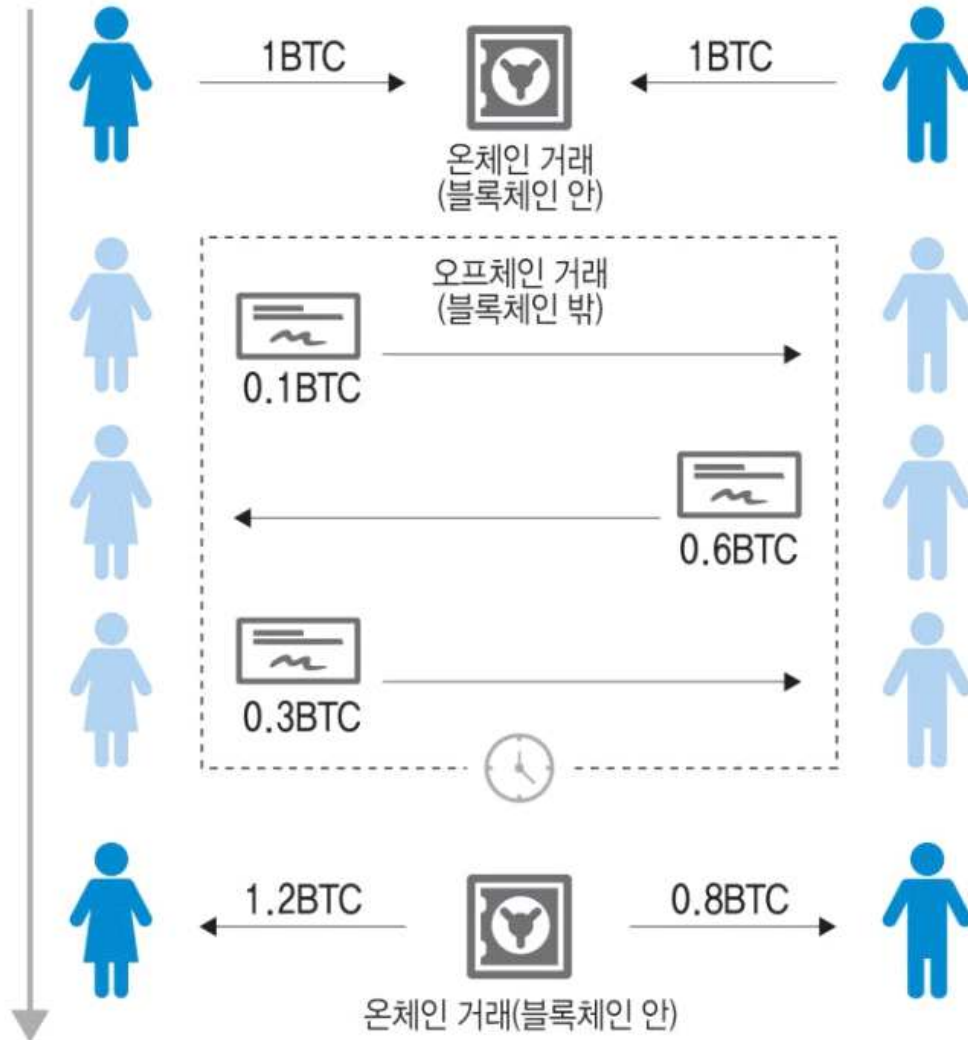 1BTC
1BTC
온체인 거래
(블록체인 안)
오프체인 거래
(블록체인 밖)
0.1BTC
0.6BTC
0.3BTC
1.2BTC
0.8BTC
온체인 거래(블록체인 안)